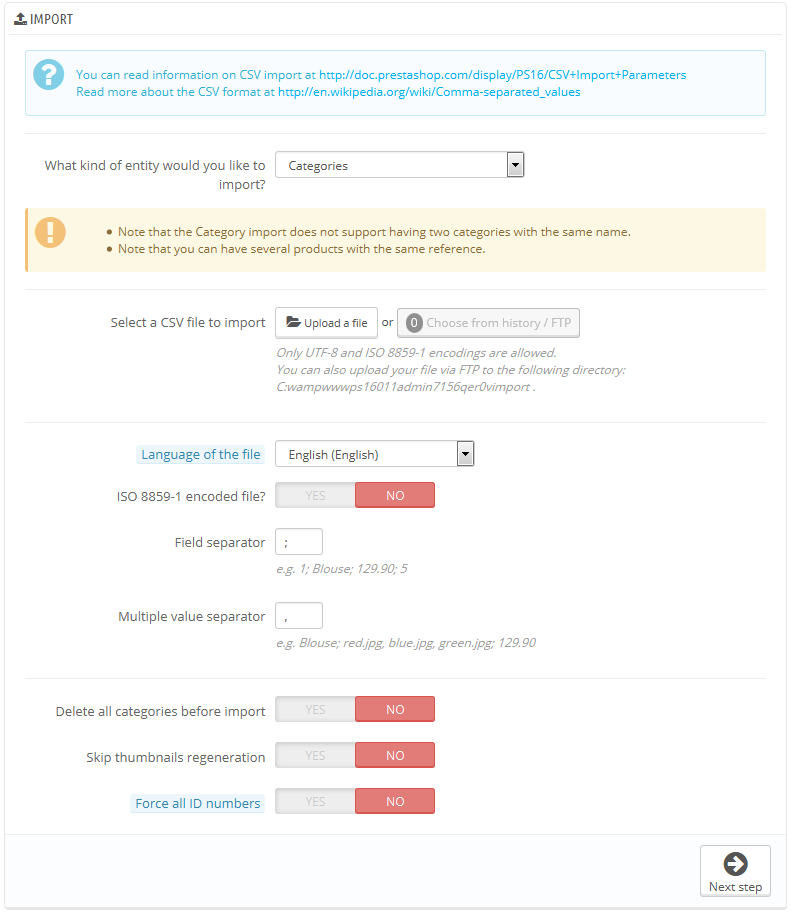 IMPORT
You can read information on CSV import at http://doc.prestashop.com/display/PS16/CSV+Import+Parameters
Read more about the CSV format at http://en.wikipedia.org/wiki/Comma-separated_values
What kind of entity would you like to
import?
Categories
Note that the Category import does not support having two categories with the same name.
Note that you can have several products with the same reference.
Select a CSV file to import
Upload a file or 0 Choose from history / FTP
Only UTF-8 and ISO 8859-1 encodings are allowed.
You can also upload your file via FTP to the following directory:
C:wampwwwps16011admin7156qer0vimport .
Language of the file
English (English)
ISO 8859-1 encoded file?
YES NO
Field separator
;
e.g. 1; Blouse; 129.90; 5
Multiple value separator
,
e.g. Blouse; red.jpg, blue.jpg, green.jpg; 129.90
Delete all categories before import
YES NO
Skip thumbnails regeneration
YES NO
Force all ID numbers
YES NO
Next step